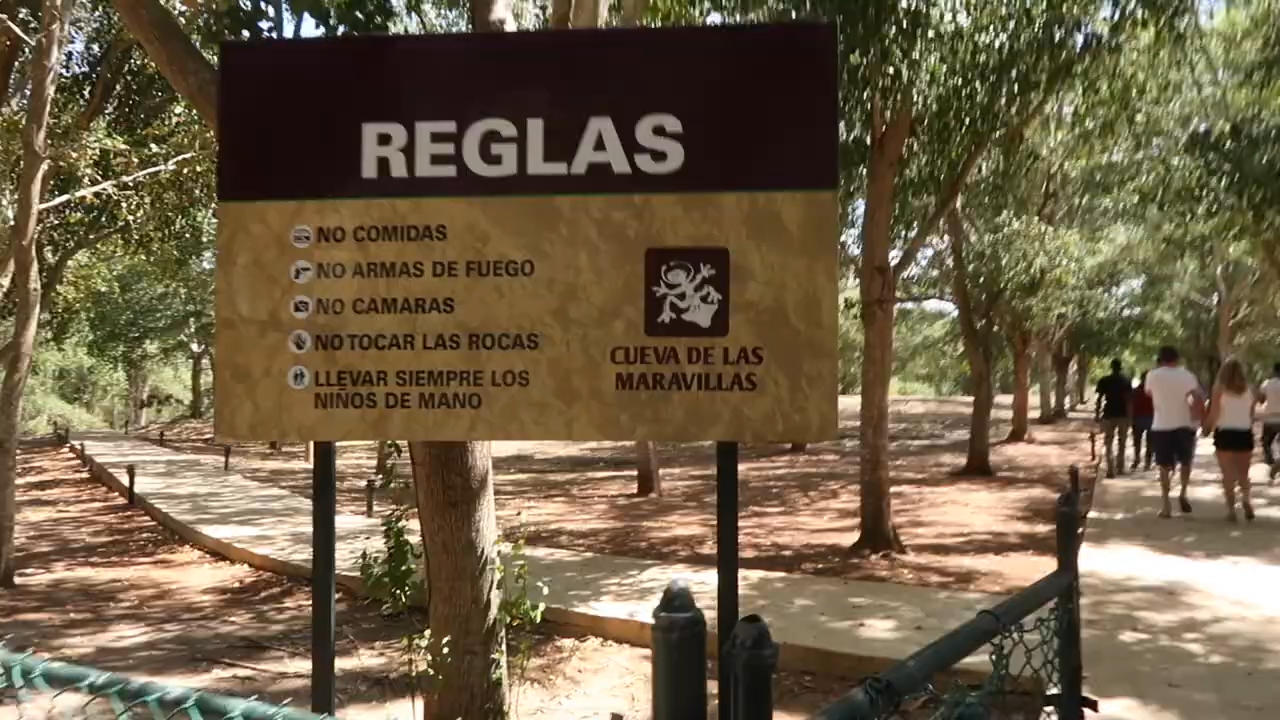 REGLAS
NO COMIDAS
NO ARMAS DE FUEGO
NO CAMARAS
NO TOCAR LAS ROCAS
LLEVAR SIEMPRE LOS
NIÑOS DE MANO
CUEVA DE LAS
MARAVILLAS